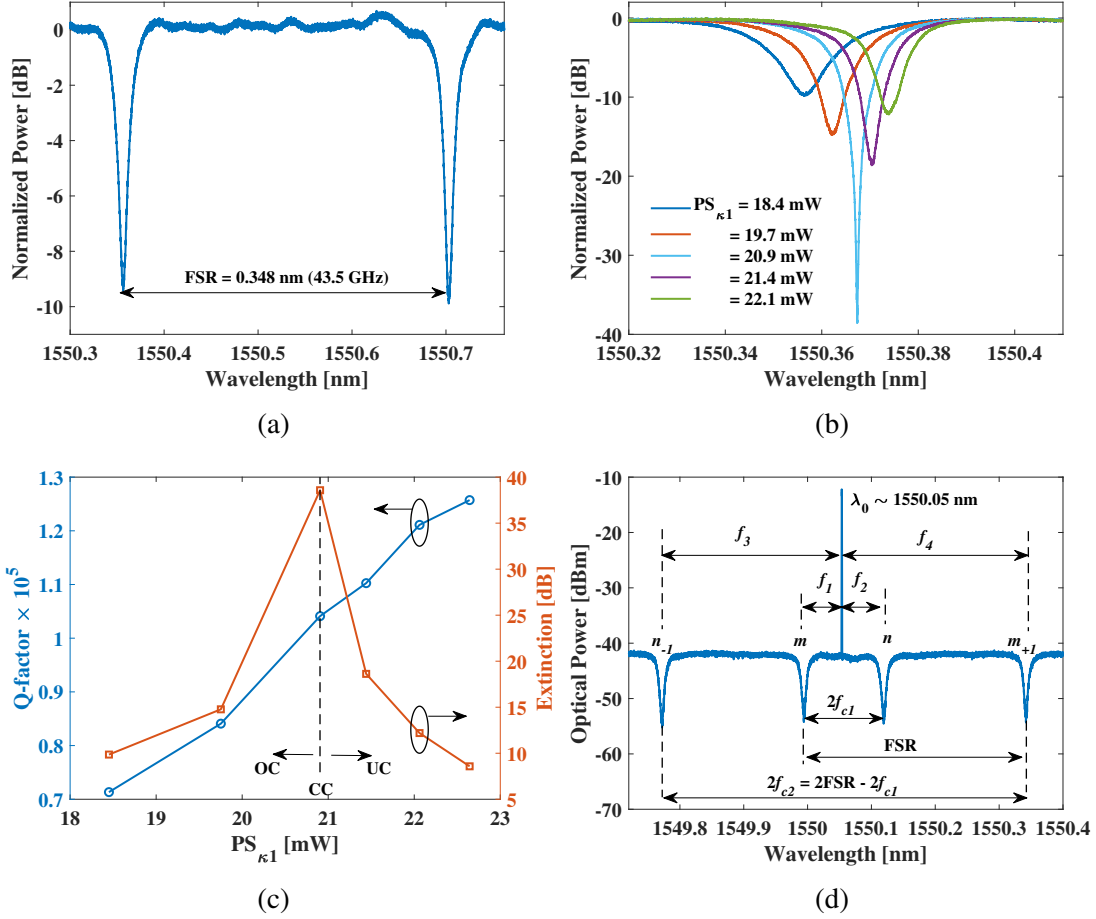 0
-2
-4
-6
-8
-10
Normalized Power [dB]
FSR = 0.348 nm (43.5 GHz)
1550.3 1550.4 1550.5 1550.6 1550.7
Wavelength [nm]
(a)
0
-10
-20
-30
-40
Normalized Power [dB]
PSκ1 = 18.4 mW
= 19.7 mW
= 20.9 mW
= 21.4 mW
= 22.1 mW
1550.32 1550.36 1550.38 1550.4
Wavelength [nm]
(b)
1.3
1.2
1.1
1
0.9
0.8
0.7
Q-factor × 10^5
40
35
30
25
20
15
10
5
Extinction [dB]
OC
UC
CC
18 19 20 21 22 23
PSκ1 [mW]
(c)
-10
-20
-30
-40
-50
-60
-70
Optical Power [dBm]
λ0 ~ 1550.05 nm
f3 f4
f1 f2
n-1 m n m+1
2fc1
FSR
2fc2 = 2FSR - 2fc1
1549.8 1549.9 1550 1550.1 1550.2 1550.3 1550.4
Wavelength [nm]
(d)